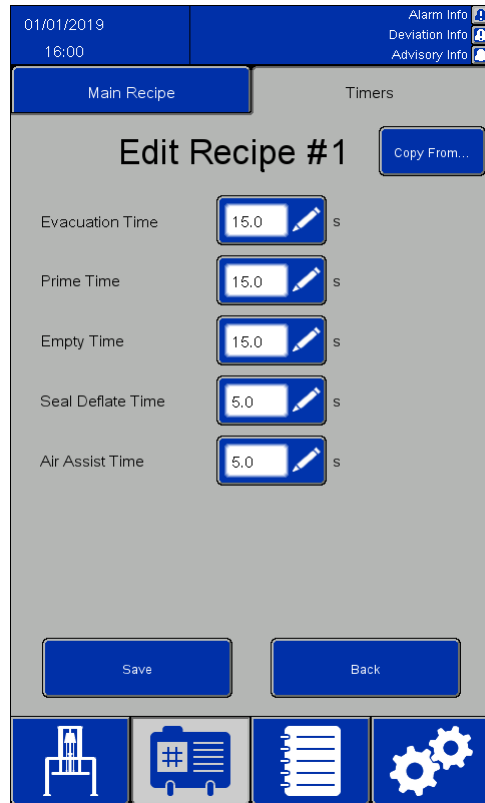 01/01/2019
16:00
Alarm Info
Deviation Info
Advisory Info
Main Recipe
Timers
Edit Recipe #1
Copy From...
Evacuation Time 15.0 s
Prime Time 15.0 s
Empty Time 15.0 s
Seal Deflate Time 5.0 s
Air Assist Time 5.0 s
Save
Back
#